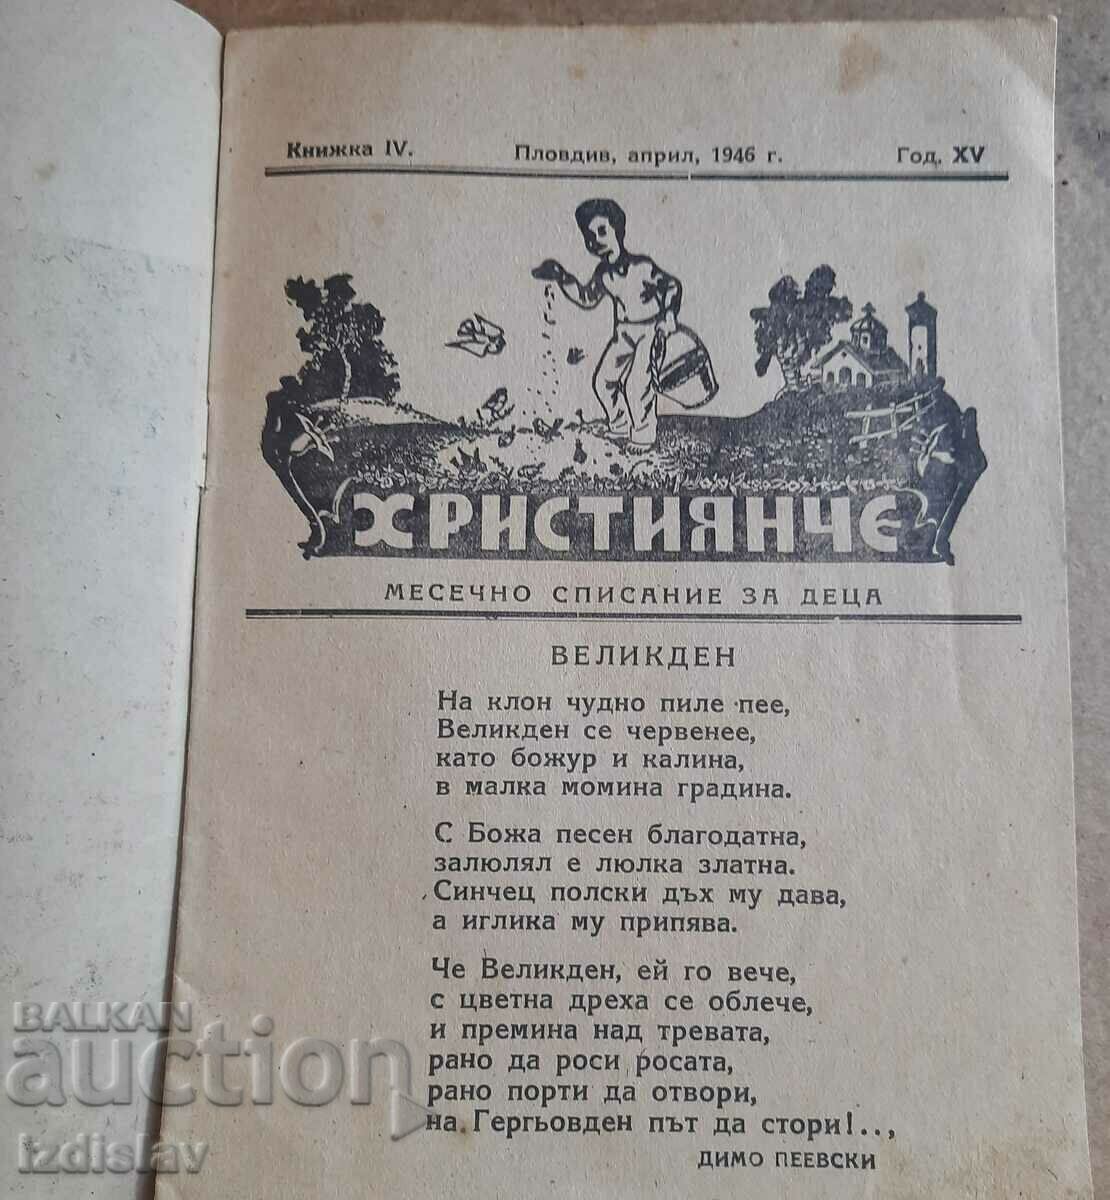 Книжка IV. Пловдив, април, 1946 г. Год. XV
ХРИСТИЯНЧЕ
МЕСЕЧНО СПИСАНИЕ ЗА ДЕЦА
ВЕЛИКДЕН
На клон чудно пиле пее,
Великден се червенее,
като божур и калина,
в малка момина градина.
С Божа песен благодатна,
залюлял е люлка златна.
Синчец полски дъх му дава,
а иглика му припява.
Че Великден, ей го вече,
с цветна дреха се облече,
и премина над тревата,
рано да роси росата,
рано порти да отвори,
на Гергьовден път да стори!..,
ДИМО ПЕЕВСКИ
BALKAN
auction
izdislav